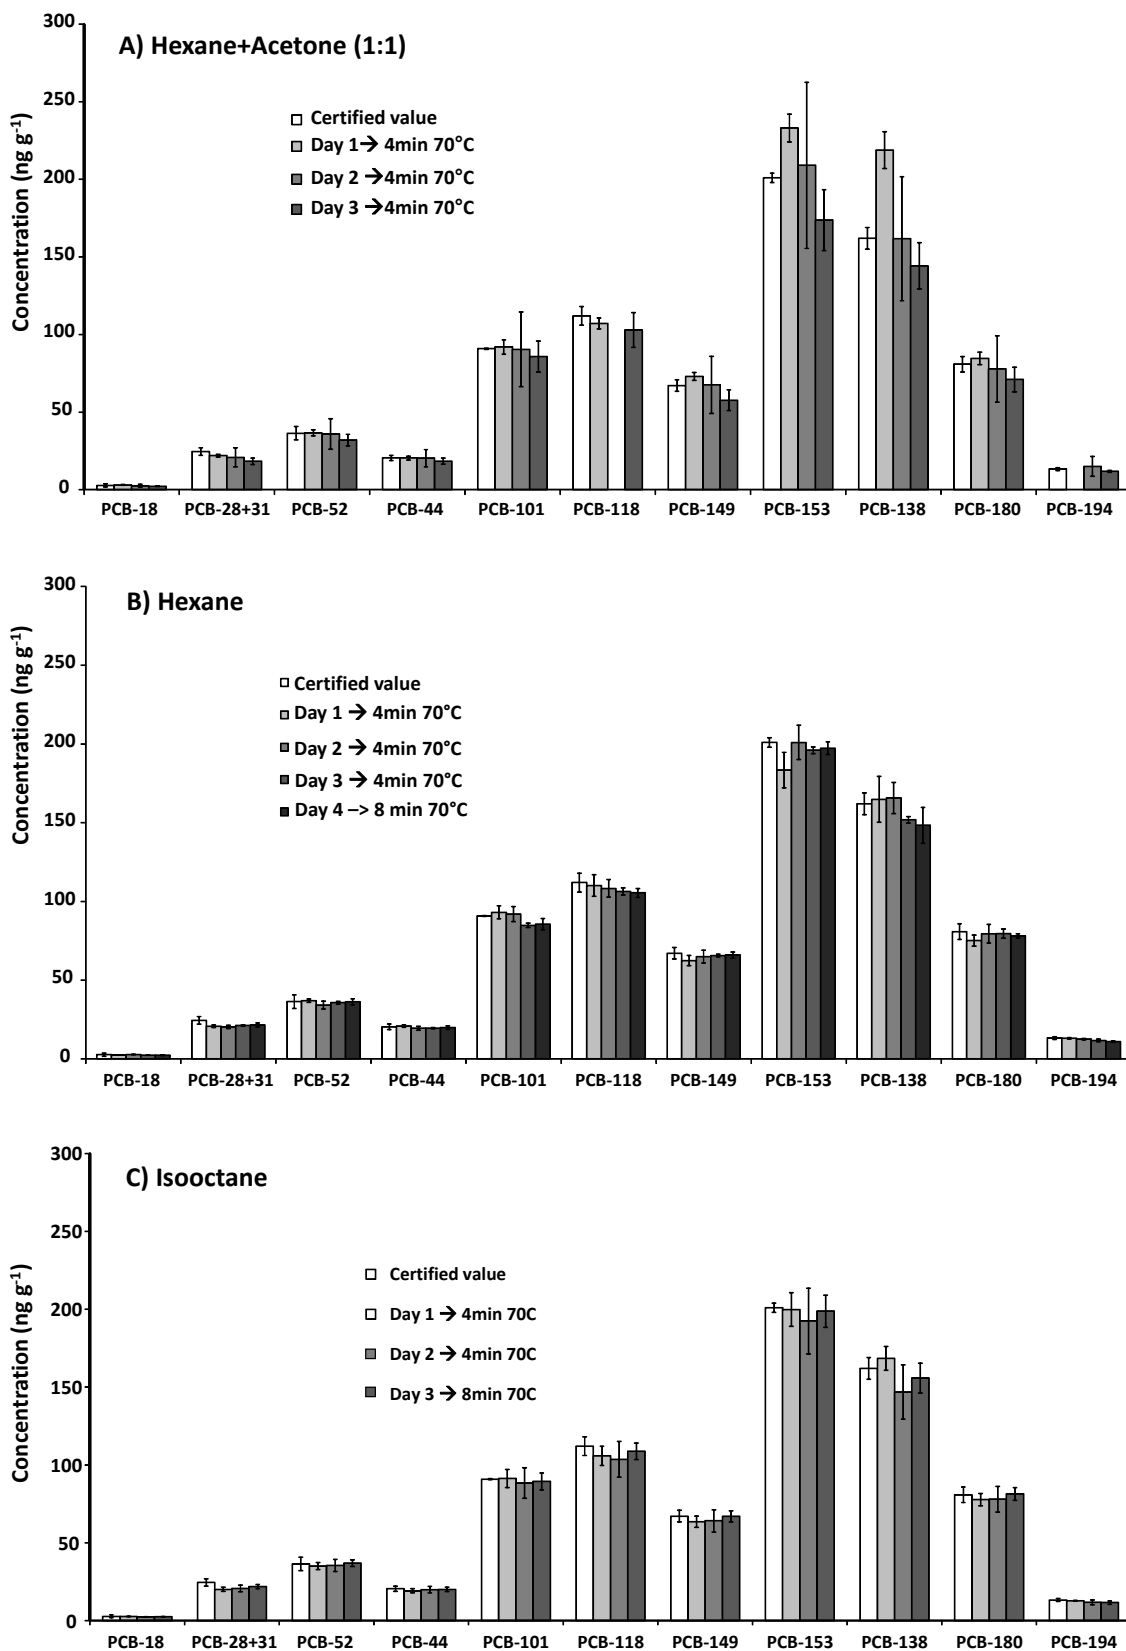 A) Hexane+Acetone (1:1)
Concentration (ng g-1)
300
250
200
150
100
50
0
Certified value
Day 1→ 4min 70°C
Day 2 →4min 70°C
Day 3 →4min 70°C
PCB-18 PCB-28+31 PCB-52 PCB-44 PCB-101 PCB-118 PCB-149 PCB-153 PCB-138 PCB-180 PCB-194
B) Hexane
Concentration (ng g-1)
300
250
200
150
100
50
0
Certified value
Day 1 → 4min 70°C
Day 2 → 4min 70°C
Day 3 → 4min 70°C
Day 4 –> 8 min 70°C
PCB-18 PCB-28+31 PCB-52 PCB-44 PCB-101 PCB-118 PCB-149 PCB-153 PCB-138 PCB-180 PCB-194
C) Isooctane
Concentration (ng g-1)
300
250
200
150
100
50
0
Certified value
Day 1 → 4min 70C
Day 2 → 4min 70C
Day 3 → 8min 70C
PCB-18 PCB-28+31 PCB-52 PCB-44 PCB-101 PCB-118 PCB-149 PCB-153 PCB-138 PCB-180 PCB-194